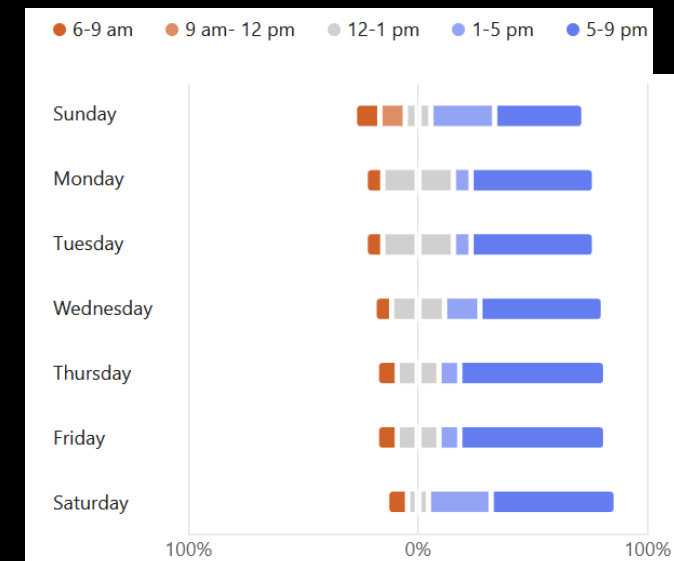 6-9 am 9 am- 12 pm 12-1 pm 1-5 pm 5-9 pm
Sunday
Monday
Tuesday
Wednesday
Thursday
Friday
Saturday
100% 0% 100%